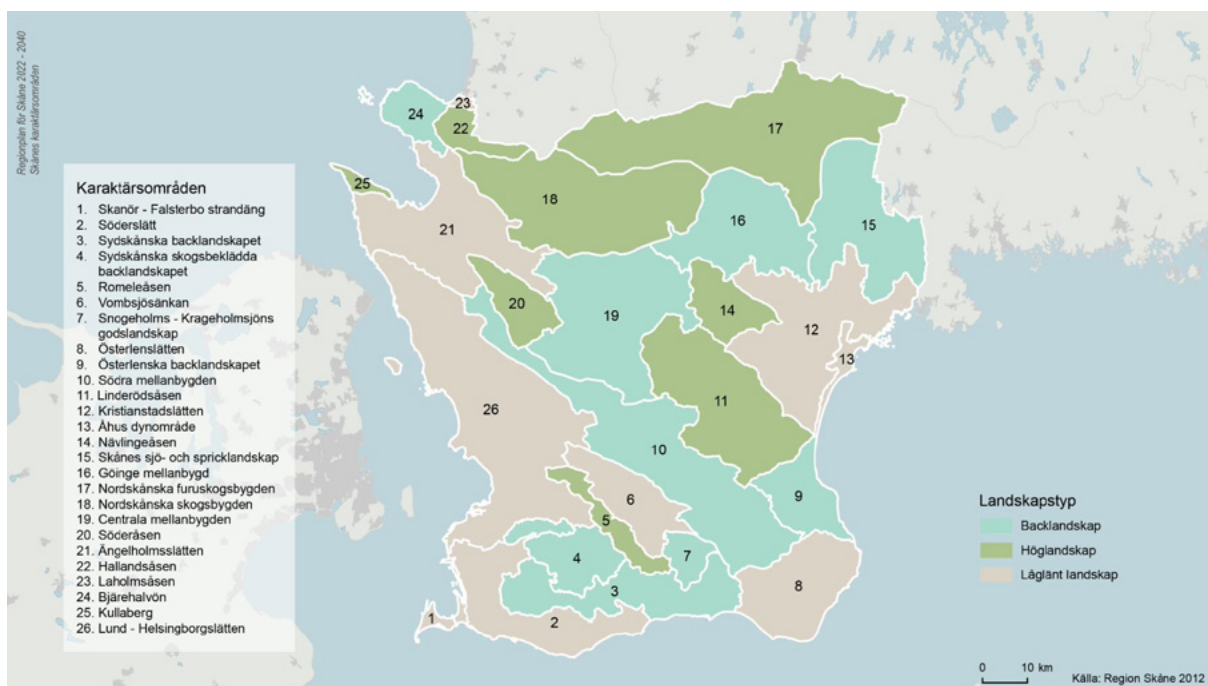 Regionplan för Skåne 2022 - 2040
Skånes karaktärsområden
Karaktärsområden
1. Skanör - Falsterbo strandäng
2. Söderslätt
3. Sydskånska backlandskapet
4. Sydskånska skogsbeklädda
backlandskapet
5. Romeleåsen
6. Vombsjösänkan
7. Snogeholms - Krageholmsjöns
godslandskap
8. Österlenslätten
9. Österlenska backlandskapet
10. Södra mellanbygden
11. Linderödsåsen
12. Kristianstadslätten
13. Åhus dynområde
14. Nävlingeåsen
15. Skånes sjö- och spricklandskap
16. Göinge mellanbygd
17. Nordskånska furuskogsbygden
18. Nordskånska skogsbygden
19. Centrala mellanbygden
20. Söderåsen
21. Ängelholmsslätten
22. Hallandsåsen
23. Laholmsåsen
24. Bjärehalvön
25. Kullaberg
26. Lund - Helsingborgslätten
23
24
22
17
25
18
21
16
15
20
19
14
12
13
11
26
10
6
9
5
4
7
8
3
1
2
Landskapstyp
Backlandskap
Höglandskap
Låglänt landskap
0 10 km
Källa: Region Skåne 2012